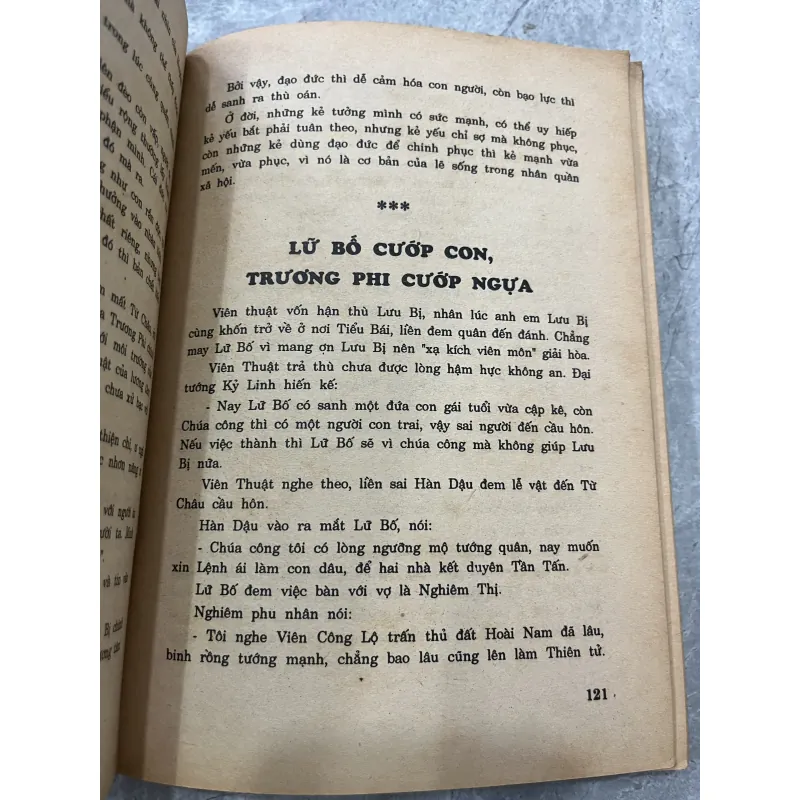 Bởi vậy, đạo đức thì dễ cảm hóa con người, còn bạo lực thì
dễ sanh ra thù oán.
Ở đời, những kẻ tưởng mình có sức mạnh, có thể uy hiếp
kẻ yếu bắt phải tuân theo, nhưng kẻ yếu chỉ sợ mà không phục,
còn những kẻ dùng đạo đức để chinh phục thì kẻ mạnh vừa
mến, vừa phục, vì nó là cơ bản của lẽ sống trong nhân quần
xã hội.
***
LỮ BỐ CƯỚP CON,
TRƯƠNG PHI CƯỚP NGỰA
Viên thuật vốn hận thù Lưu Bị, nhân lúc anh em Lưu Bị
cùng khốn trở về ở nơi Tiểu Bái, liền đem quân đến đánh. Chẳng
may Lữ Bố vì mang ơn Lưu Bị nên "xạ kích viên môn" giải hòa.
Viên Thuật trả thù chưa được lòng hậm hực không an. Đại
tướng Kỷ Linh hiến kế:
- Nay Lữ Bố có sanh một đứa con gái tuổi vừa cập kê, còn
Chúa công thì có một người con trai, vậy sai người đến cầu hôn.
Nếu việc thành thì Lữ Bố sẽ vì chúa công mà không giúp Lưu
Bị nữa.
Viên Thuật nghe theo, liền sai Hàn Dậu đem lễ vật đến Từ
Châu cầu hôn.
Hàn Dậu vào ra mắt Lữ Bố, nói:
- Chúa công tôi có lòng ngưỡng mộ tướng quân, nay muốn
xin Lệnh ái làm con dâu, để hai nhà kết duyên Tần Tấn.
Lữ Bố đem việc bàn với vợ là Nghiêm Thị.
Nghiêm phu nhân nói:
- Tôi nghe Viên Công Lộ trấn thủ đất Hoài Nam đã lâu,
binh ròng tướng mạnh, chẳng bao lâu cũng lên làm Thiên tử.
121